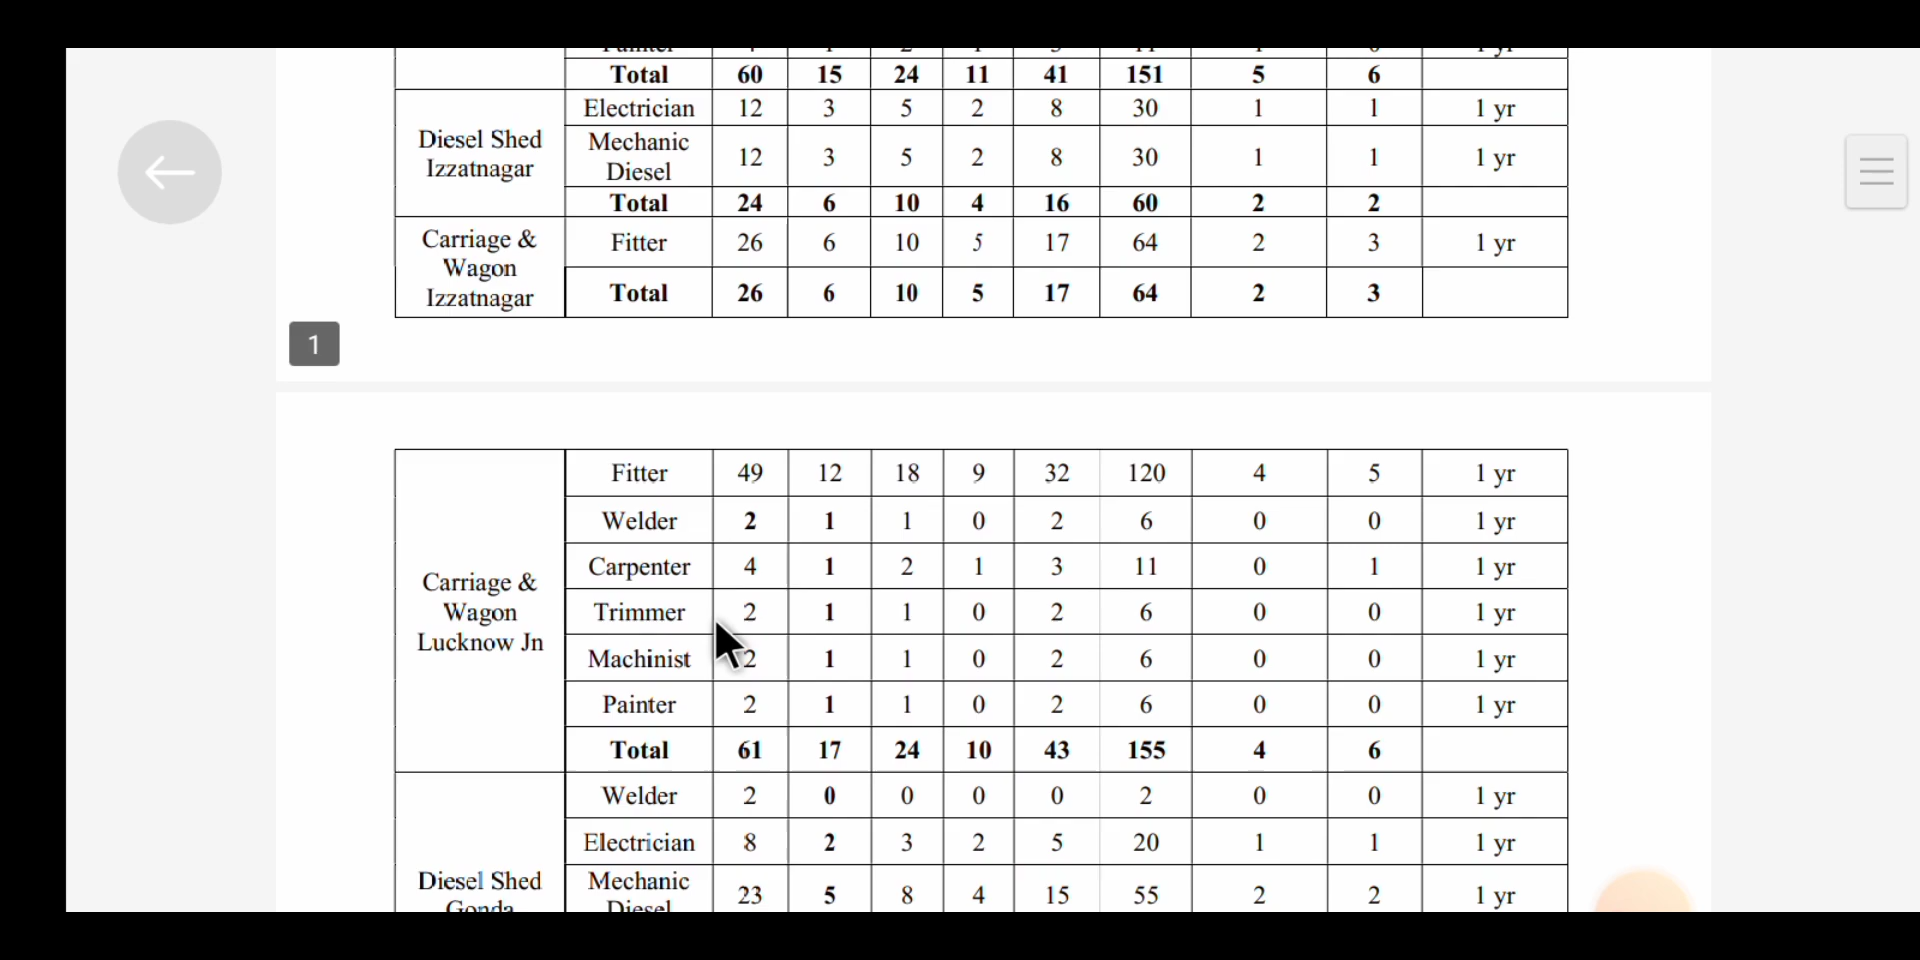 Total 60 15 24 11 41 151 5 6
Diesel Shed Izzatnagar
Electrician 12 3 5 2 8 30 1 1 1 yr
Mechanic Diesel 12 3 5 2 8 30 1 1 1 yr
Total 24 6 10 4 16 60 2 2
Carriage & Wagon Izzatnagar
Fitter 26 6 10 5 17 64 2 3 1 yr
Total 26 6 10 5 17 64 2 3
1
Carriage & Wagon Lucknow Jn
Fitter 49 12 18 9 32 120 4 5 1 yr
Welder 2 1 1 0 2 6 0 0 1 yr
Carpenter 4 1 2 1 3 11 0 1 1 yr
Trimmer 2 1 1 0 2 6 0 0 1 yr
Machinist 2 1 1 0 2 6 0 0 1 yr
Painter 2 1 1 0 2 6 0 0 1 yr
Total 61 17 24 10 43 155 4 6
Diesel Shed Gonda
Welder 2 0 0 0 0 2 0 0 1 yr
Electrician 8 2 3 2 5 20 1 1 1 yr
Mechanic Diesel 23 5 8 4 15 55 2 2 1 yr